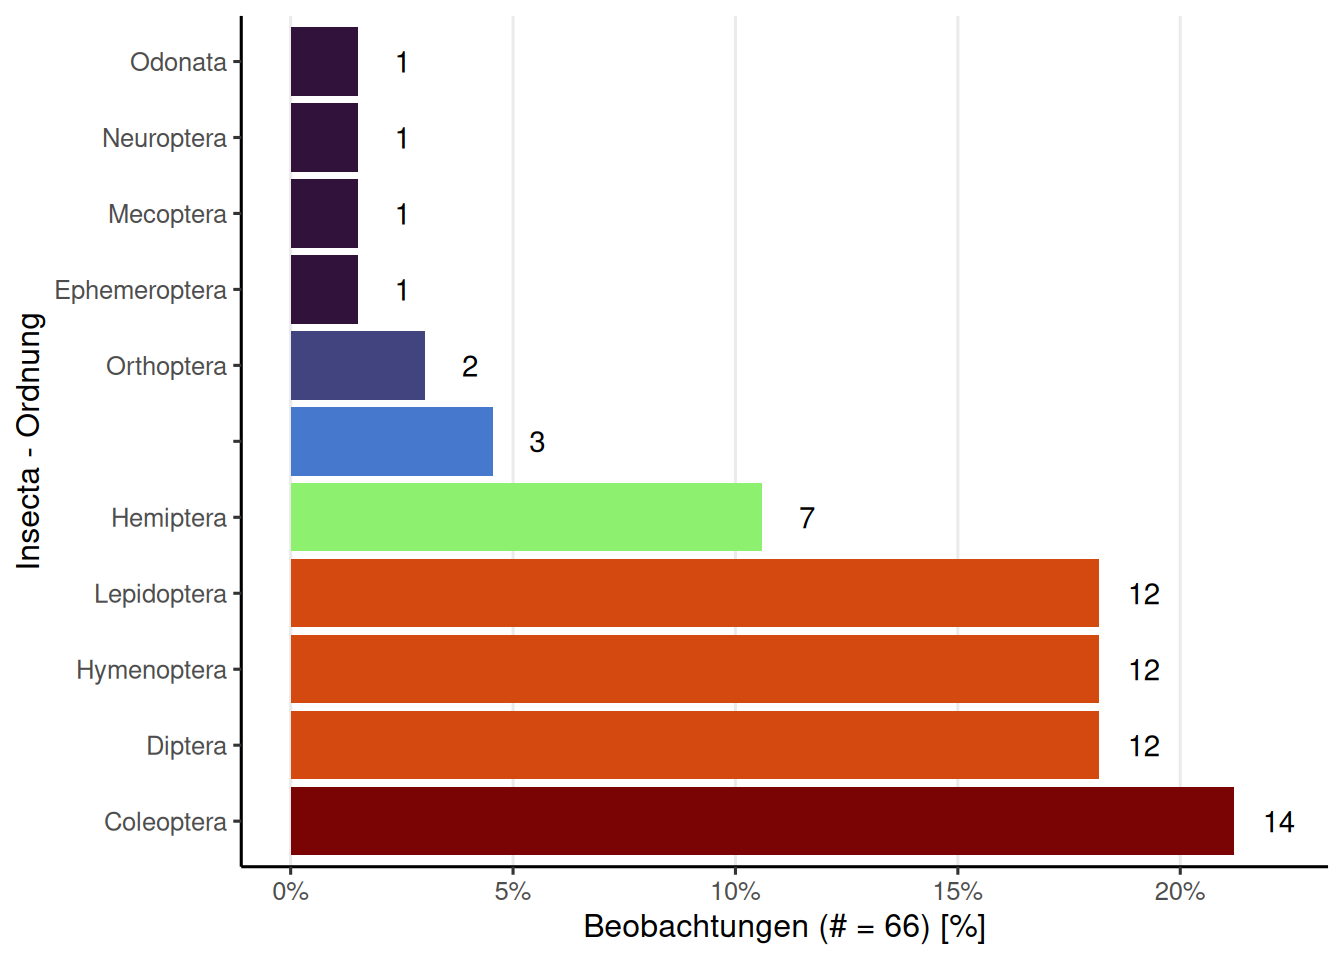 Odonata 1
Neuroptera 1
Mecoptera 1
Ephemeroptera 1
Orthoptera 2
3
Hemiptera 7
Lepidoptera 12
Hymenoptera 12
Diptera 12
Coleoptera 14
Insecta - Ordnung
0% 5% 10% 15% 20%
Beobachtungen (# = 66) [%]